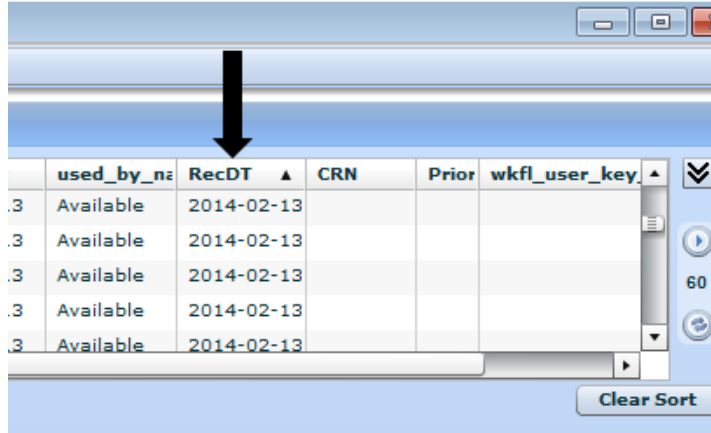 used_by_na RecDT ▲ CRN Prior wkfl_user_key_
.3 Available 2014-02-13
.3 Available 2014-02-13
.3 Available 2014-02-13
60
.3 Available 2014-02-13
.3 Available 2014-02-13
Clear Sort